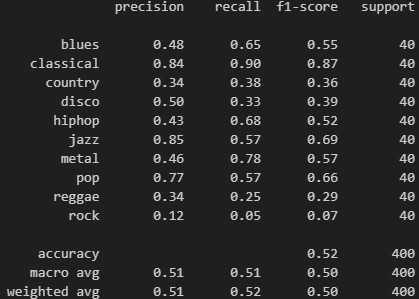 precision recall f1-score support
blues 0.48 0.65 0.55 40
classical 0.84 0.90 0.87 40
country 0.34 0.38 0.36 40
disco 0.50 0.33 0.39 40
hiphop 0.43 0.68 0.52 40
jazz 0.85 0.57 0.69 40
metal 0.46 0.78 0.57 40
pop 0.77 0.57 0.66 40
reggae 0.34 0.25 0.29 40
rock 0.12 0.05 0.07 40
accuracy 0.52 400
macro avg 0.51 0.51 0.50 400
weighted avg 0.51 0.52 0.50 400